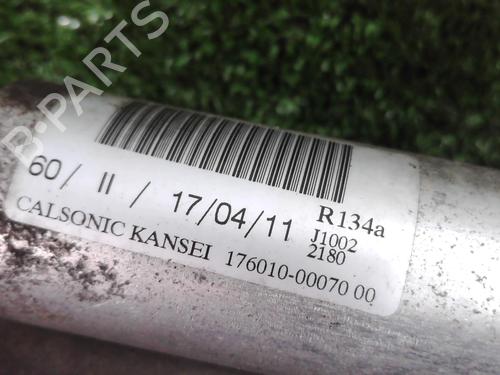 B-PARTS
60/ II / 17/04/11 R134a
J1002
2180
CALSONIC KANSEI 176010-00070 00